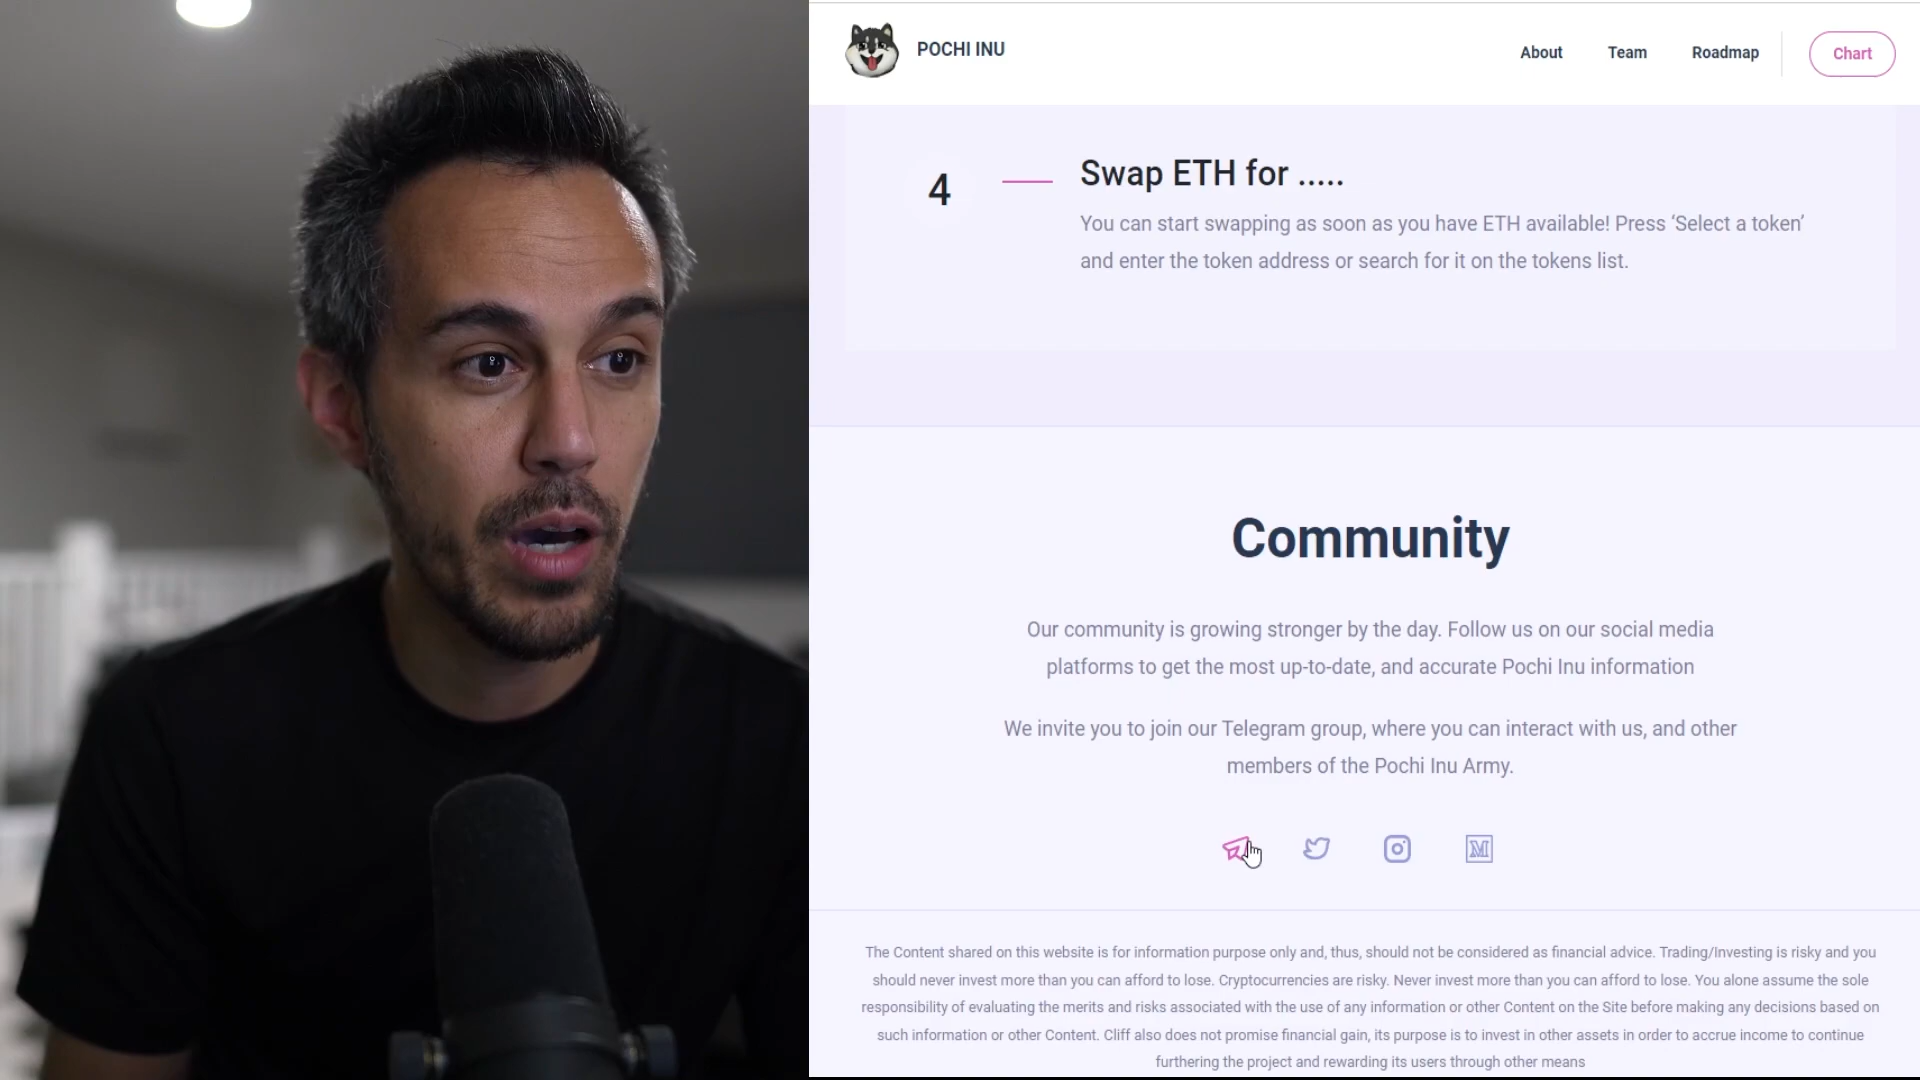 POCHI INU
About
Team
Roadmap
Chart
4
Swap ETH for .....
You can start swapping as soon as you have ETH available! Press ‘Select a token’
and enter the token address or search for it on the tokens list.
Community
Our community is growing stronger by the day. Follow us on our social media
platforms to get the most up-to-date, and accurate Pochi Inu information
We invite you to join our Telegram group, where you can interact with us, and other
members of the Pochi Inu Army.
The Content shared on this website is for information purpose only and, thus, should not be considered as financial advice. Trading/Investing is risky and you
should never invest more than you can afford to lose. Cryptocurrencies are risky. Never invest more than you can afford to lose. You alone assume the sole
responsibility of evaluating the merits and risks associated with the use of any information or other Content on the Site before making any decisions based on
such information or other Content. Cliff also does not promise financial gain, its purpose is to invest in other assets in order to accrue income to continue
furthering the project and rewarding its users through other means